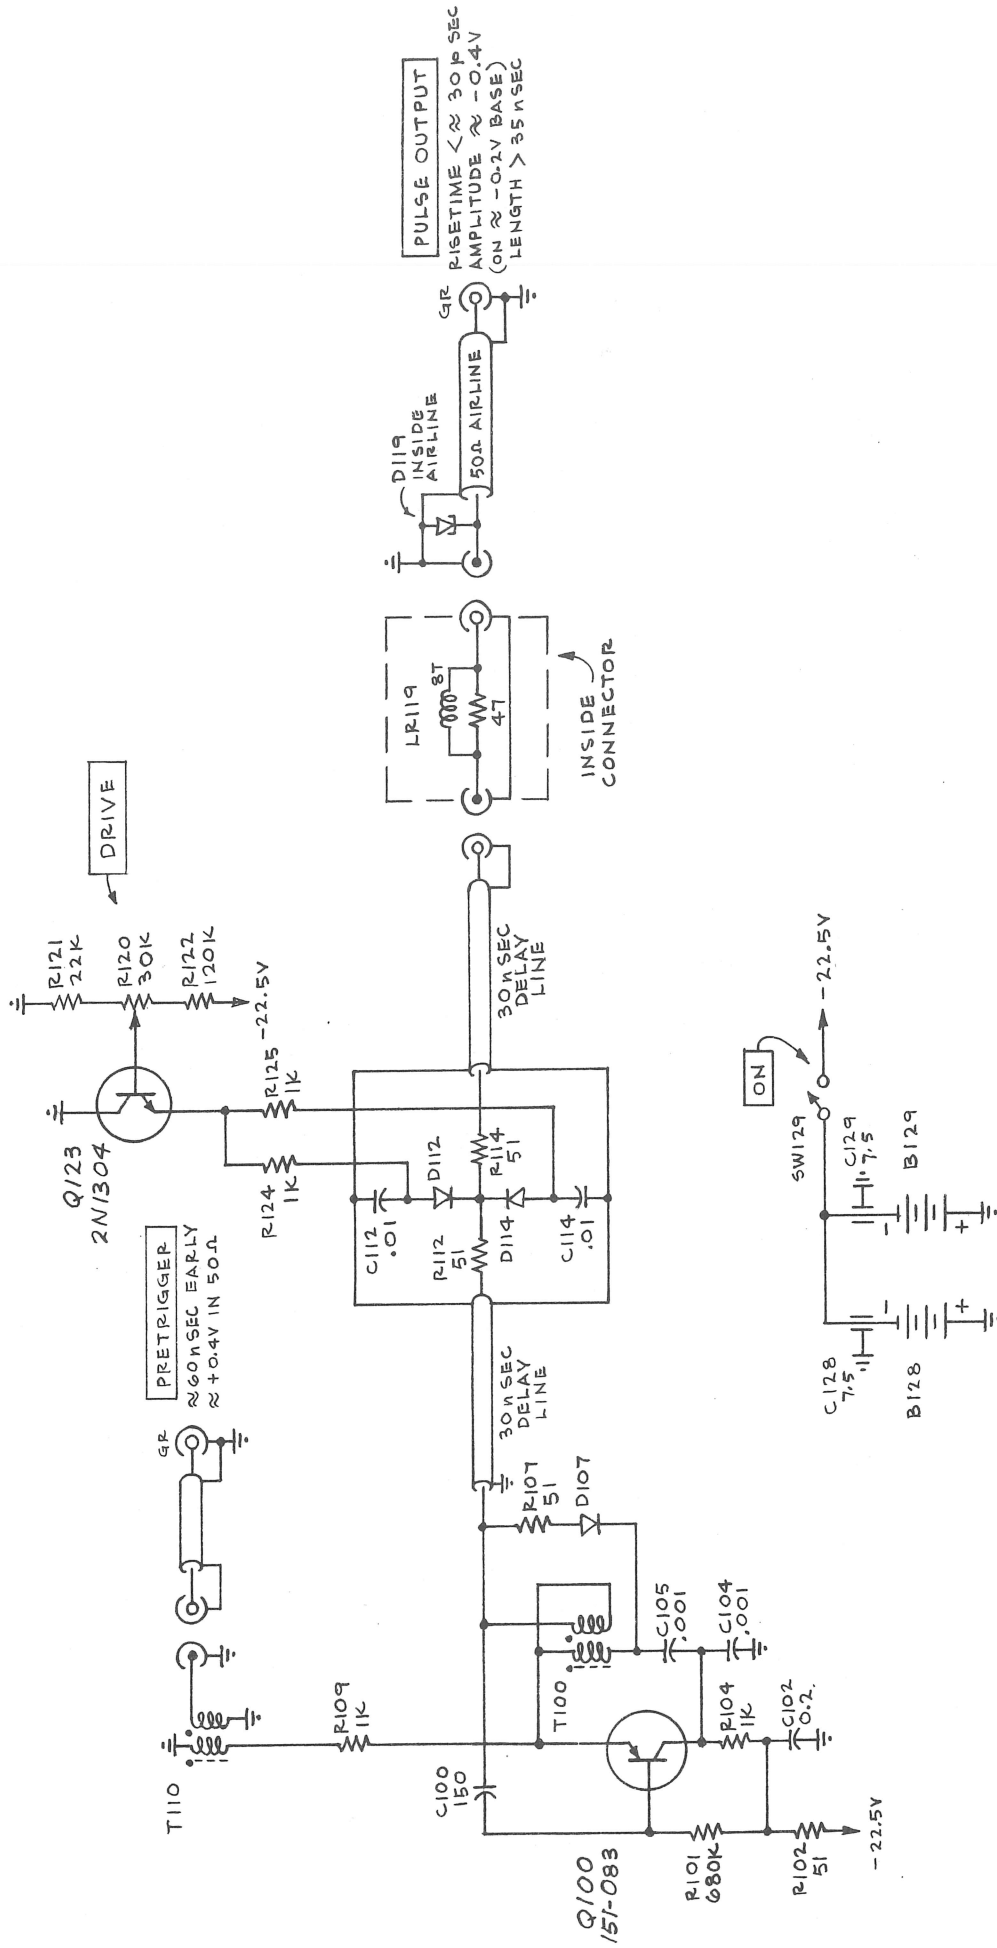 PULSE OUTPUT
RISETIME <≈ 30 pSEC
AMPLITUDE ≈ -0.4V
(ON ≈ -0.2V BASE)
LENGTH > 35 nSEC
GR
50Ω AIRLINE
D119
INSIDE
AIRLINE
LR119
8T
47
INSIDE
CONNECTOR
DRIVE
R121
22K
R120
30K
R122
120K
-22.5V
Q123
2N1304
R125
1K
R124
1K
30 nSEC
DELAY
LINE
D112
R114
51
C112
.01
R112
51
D114
C114
.01
PRETRIGGER
≈60nSEC EARLY
≈ +0.4V IN 50Ω
GR
30 nSEC
DELAY
LINE
R107
51
D107
T110
R109
1K
C100
150
T100
C105
.001
C104
.001
R104
1K
C102
0.2
Q100
151-083
R101
680K
R102
51
-22.5V
ON
-22.5V
SW129
C129
7.5
-
+
B129
C128
7.5
-
+
B128